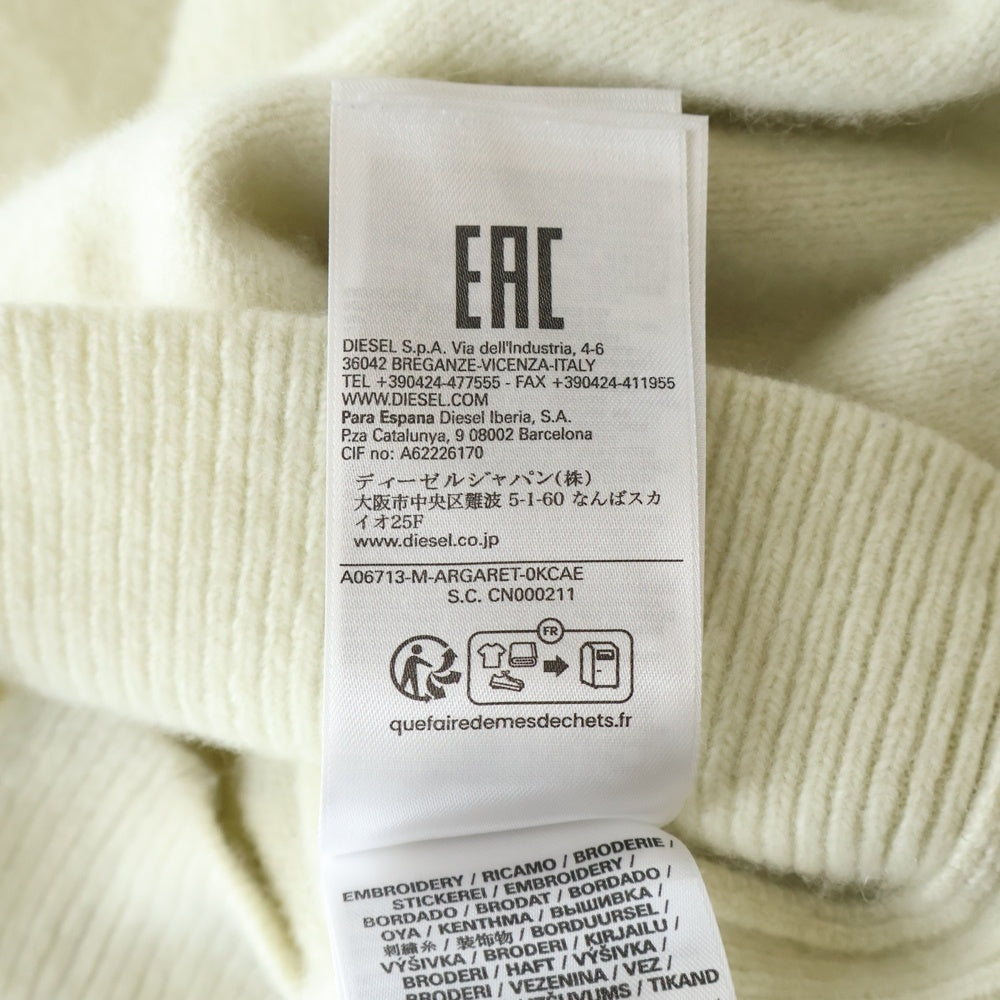 EAC
DIESEL S.p.A. Via dell'Industria, 4-6
36042 BREGANZE-VICENZA-ITALY
TEL +390424-477555 - FAX +390424-411955
WWW.DIESEL.COM
Para Espana Diesel Iberia, S.A.
P.za Catalunya, 9 08002 Barcelona
CIF no: A62226170
ディーゼルジャパン(株)
大阪市中央区難波 5-1-60 なんばスカ
イオ25F
www.diesel.co.jp
A06713-M-ARGARET-0KCAE
S.C. CN000211
FR
quefairedemesdechets.fr
EMBROIDERY / RICAMO / BRODERIE /
STICKEREI / EMBROIDERY /
BORDADO / BRODAT / BORDADO /
OYA / KENTHMA / ВЫШИВКА /
刺繍糸 / 装饰物 / BORDUURSEL /
VÝŠIVKA / BRODERI / KIRJAILU /
BRODERI / HAFT / VÝŠIVKA /
BRODERI / VEZENINA / VEZ /
/ TIKAND